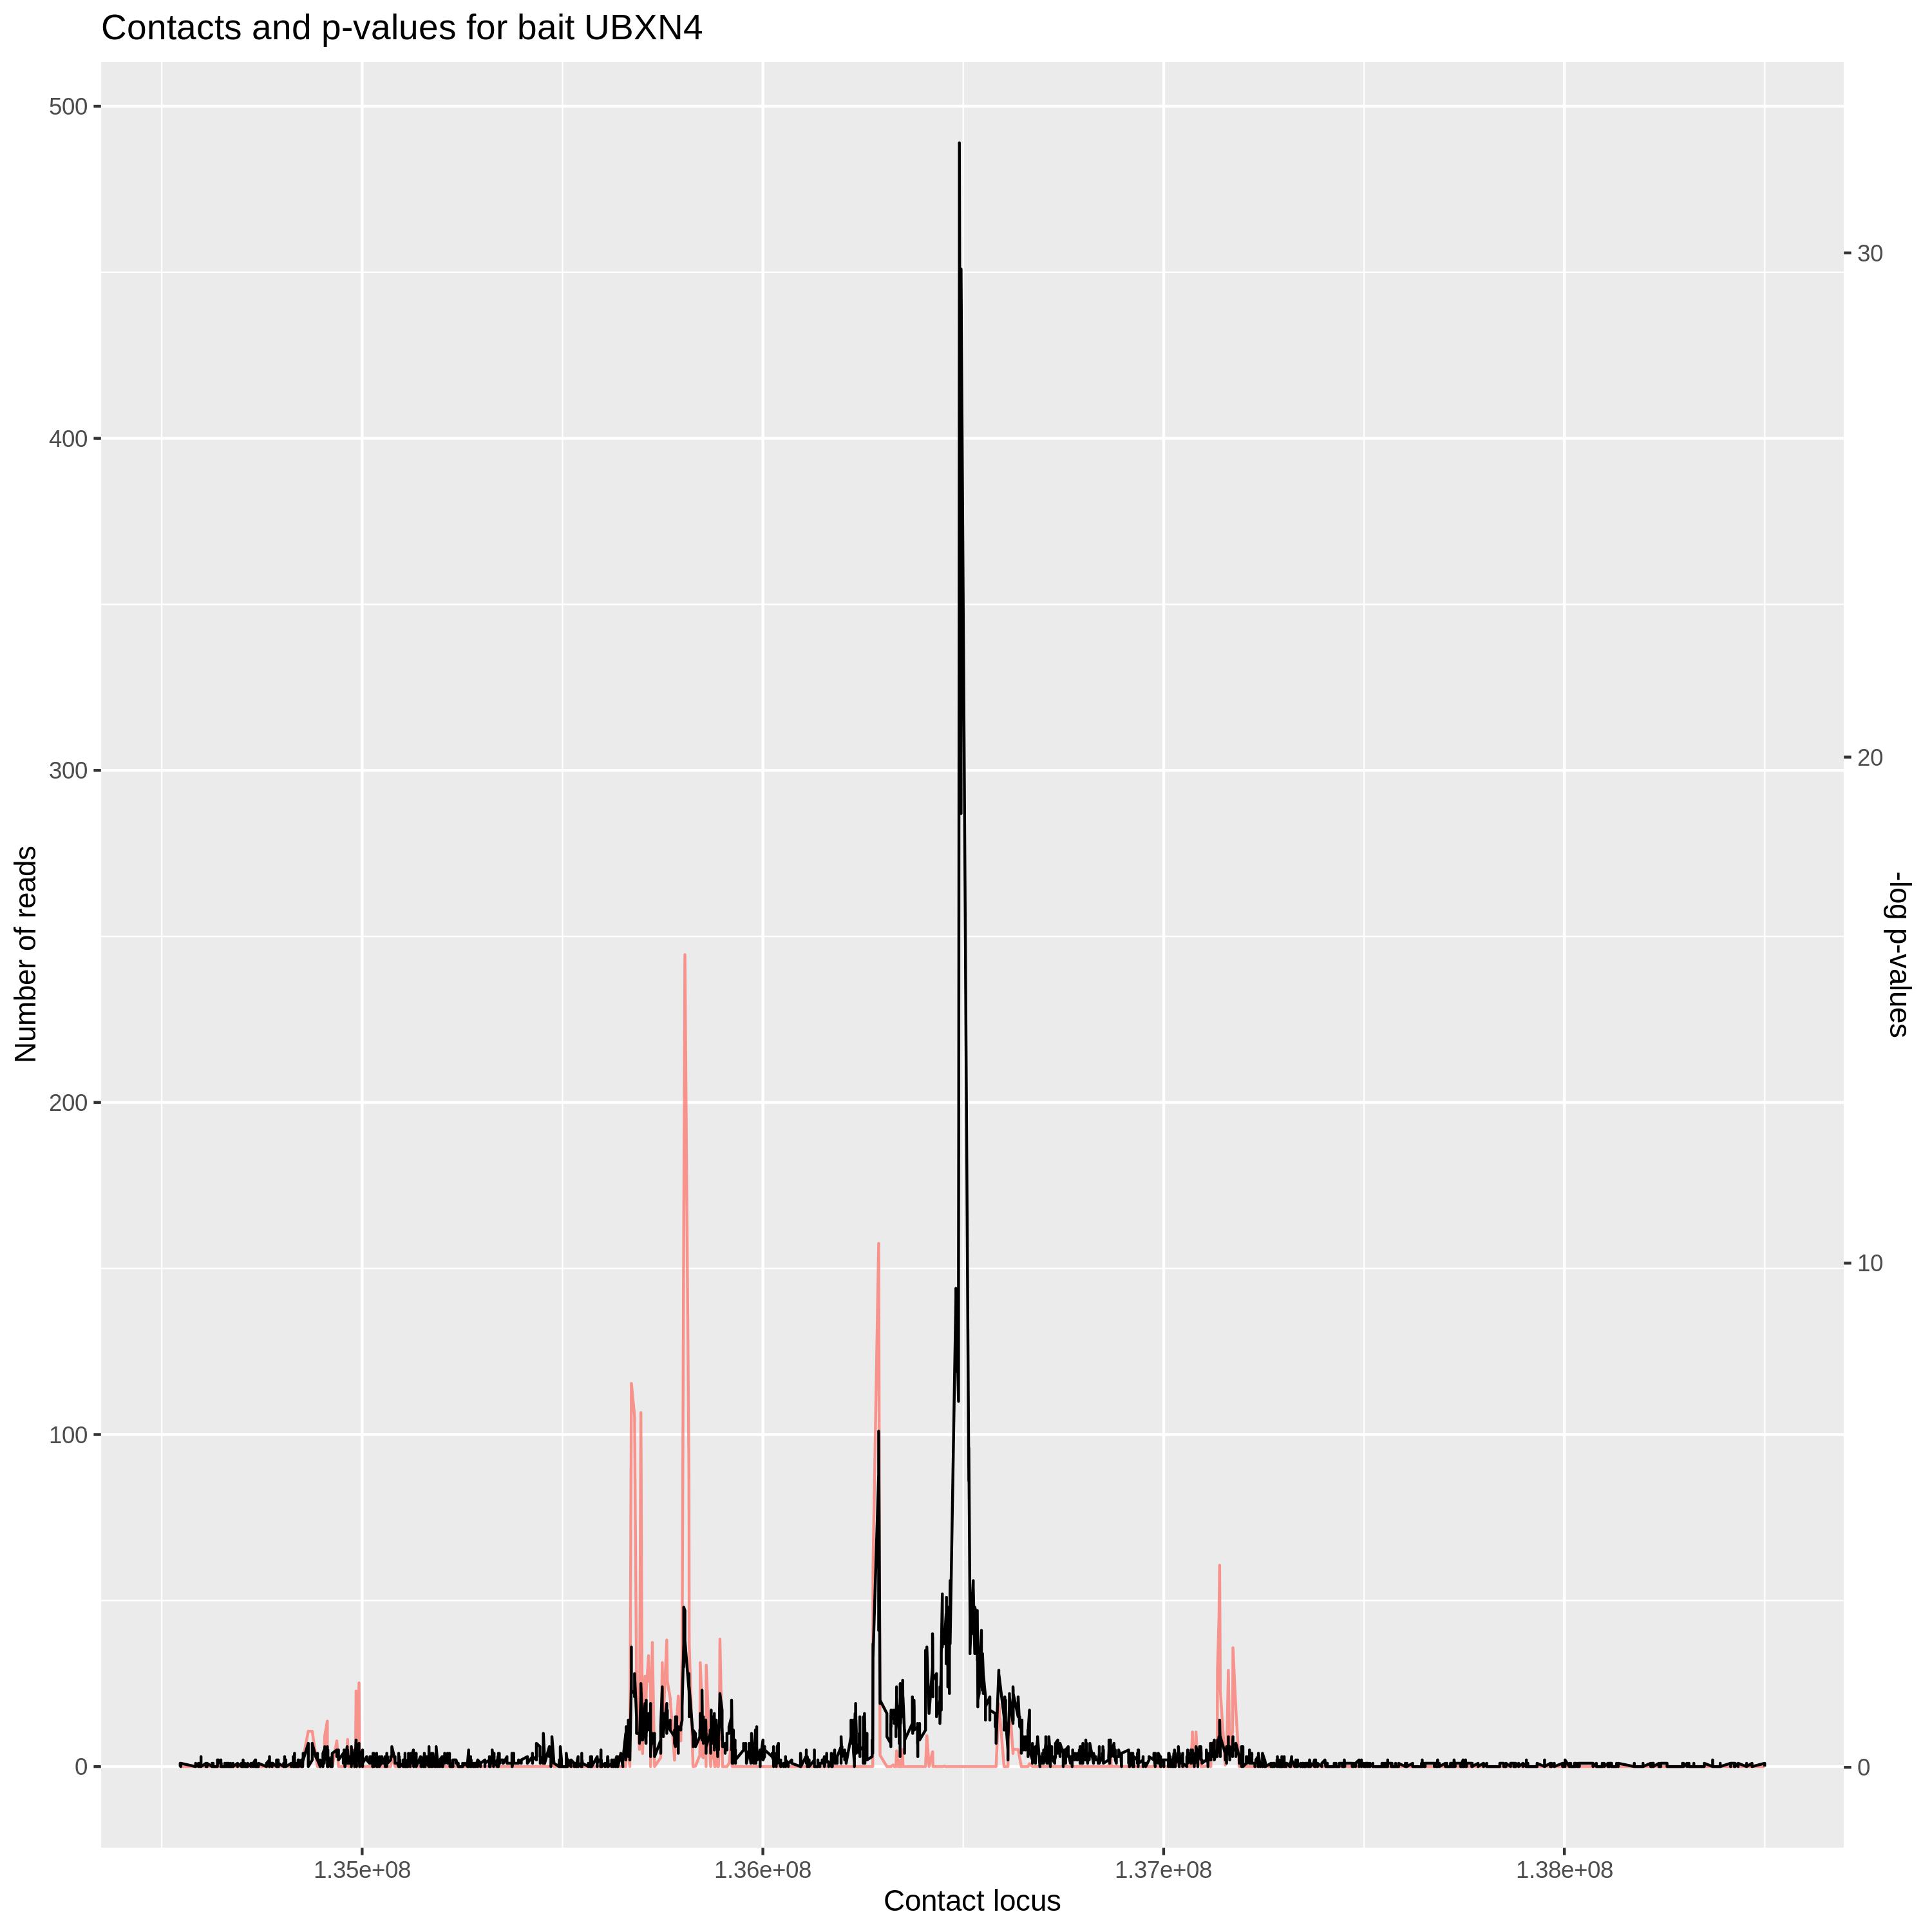 Contacts and p-values for bait UBXN4
500
400
300
200
100
0
Number of reads
30
20
10
0
-log p-values
1.35e+08
1.36e+08
1.37e+08
1.38e+08
Contact locus